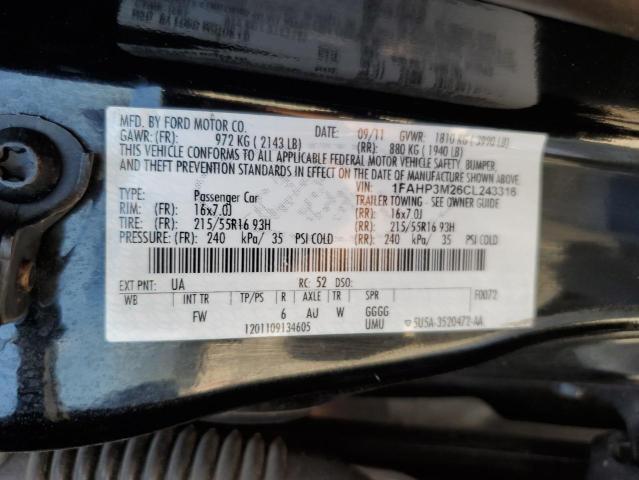 MFD. BY FORD MOTOR CO. DATE: 09/11 GVWR: 1810 KG (3990 LB)
GAWR: (FR): 972 KG (2143 LB) (RR): 880 KG (1940 LB)
THIS VEHICLE CONFORMS TO ALL APPLICABLE FEDERAL MOTOR VEHICLE SAFETY, BUMPER,
AND THEFT PREVENTION STANDARDS IN EFFECT ON THE DATE OF MANUFACTURE SHOWN ABOVE.
VIN: 1FAHP3M26CL243316
TYPE: Passenger Car TRAILER TOWING - SEE OWNER GUIDE
RIM: (FR): 16x7.0J (RR): 16x7.0J
TIRE: (FR): 215/55R16 93H (RR): 215/55R16 93H
PRESSURE: (FR): 240 kPa/ 35 PSI COLD (RR): 240 kPa/ 35 PSI COLD
EXT PNT: UA RC: 52 DSO: F0072
WB INT TR TP/PS R AXLE TR SPR
FW 6 AU W GGGG
1201109134605 UMU 5U5A-3520472-AA